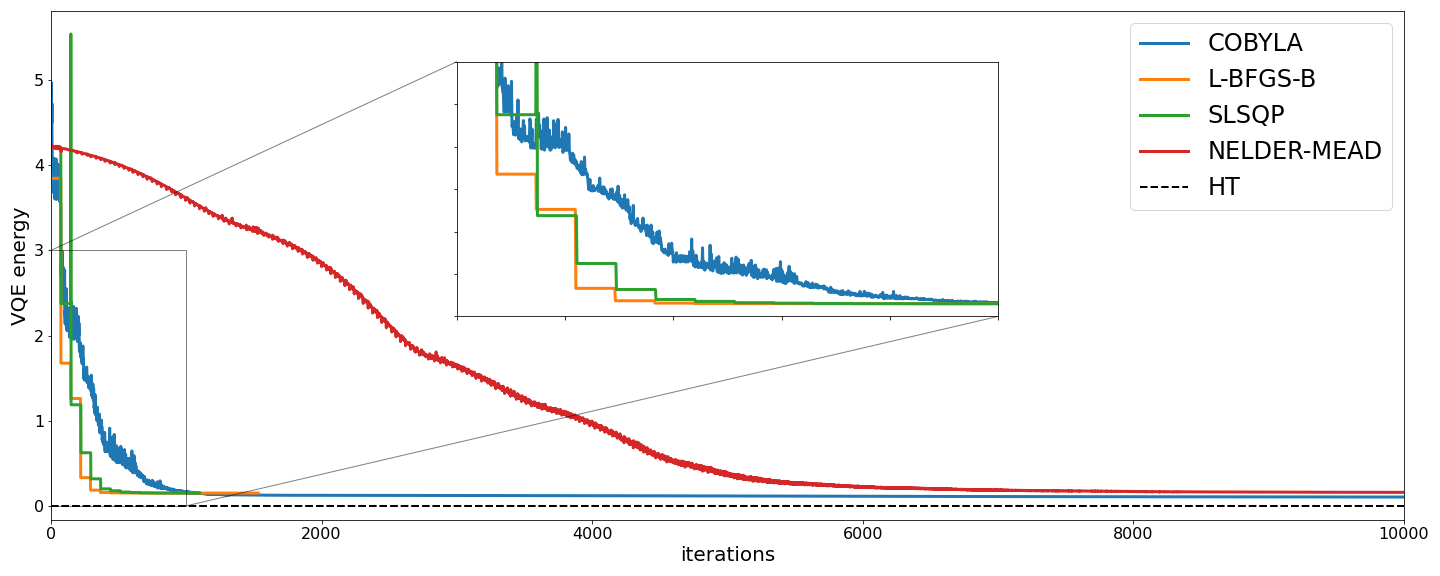 COBYLA
L-BFGS-B
SLSQP
NELDER-MEAD
HT
VQE energy
5
4
3
2
1
0
0 2000 4000 6000 8000 10000
iterations